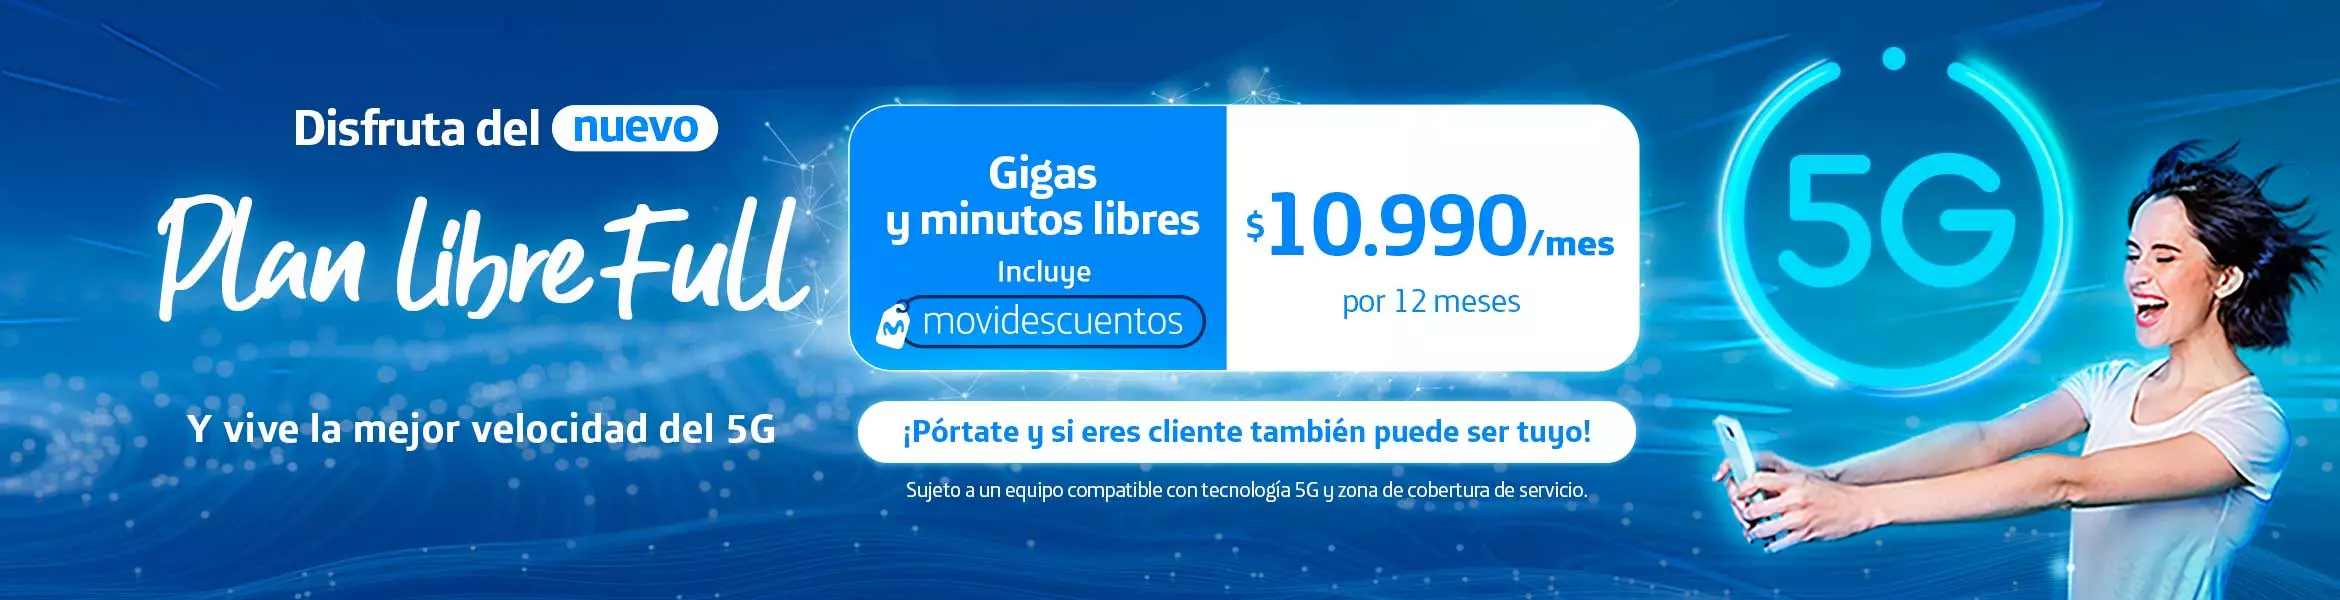 Disfruta del nuevo
Plan libre Full
Y vive la mejor velocidad del 5G
Gigas
y minutos libres
Incluye
movidescuentos
$10.990/mes
por 12 meses
¡Pórtate y si eres cliente también puede ser tuyo!
Sujeto a un equipo compatible con tecnología 5G y zona de cobertura de servicio.
5G